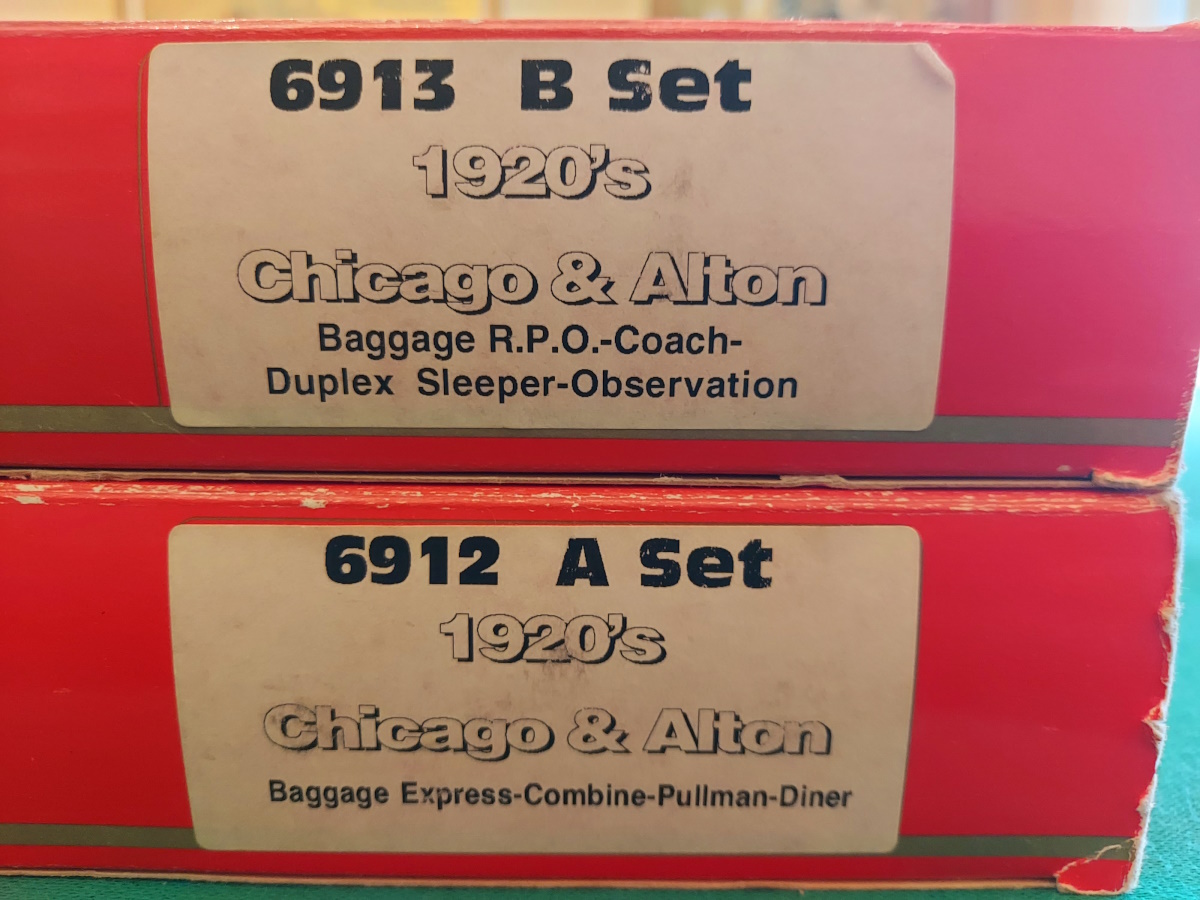 6913 B Set
1920's
Chicago & Alton
Baggage R.P.O.-Coach-
Duplex Sleeper-Observation
6912 A Set
1920's
Chicago & Alton
Baggage Express-Combine-Pullman-Diner